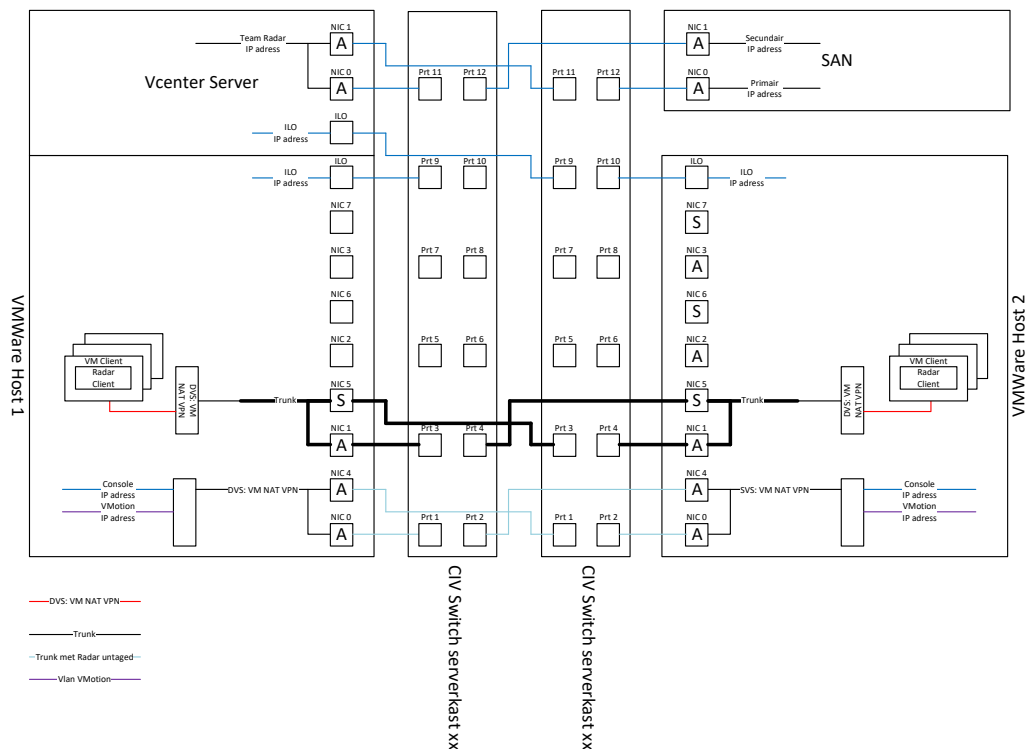 NIC 1
Team Radar
IP adress
A
Vcenter Server
NIC 0
A
ILO
ILO
IP adress
Prt 11
Prt 12
Prt 11
Prt 12
NIC 1
A
Secundair
IP adress
SAN
NIC 0
A
Primair
IP adress
VMWare Host 1
ILO
ILO
IP adress
NIC 7
NIC 3
NIC 6
NIC 2
NIC 5
S
Trunk
NIC 1
A
VM Client
Radar
Client
DVS: VM
NAT VPN
NIC 4
A
DVS: VM NAT VPN
NIC 0
A
Console
IP adress
VMotion
IP adress
Prt 9
Prt 10
Prt 7
Prt 8
Prt 5
Prt 6
Prt 3
Prt 4
Prt 1
Prt 2
CIV Switch serverkast xx
Prt 9
Prt 10
Prt 7
Prt 8
Prt 5
Prt 6
Prt 3
Prt 4
Prt 1
Prt 2
CIV Switch serverkast xx
ILO
ILO
IP adress
NIC 7
S
NIC 3
A
NIC 6
S
NIC 2
A
NIC 5
S
Trunk
NIC 1
A
VM Client
Radar
Client
DVS: VM
NAT VPN
NIC 4
A
SVS: VM NAT VPN
NIC 0
A
Console
IP adress
VMotion
IP adress
VMWare Host 2
DVS: VM NAT VPN
Trunk
Trunk met Radar untaged
Vlan VMotion